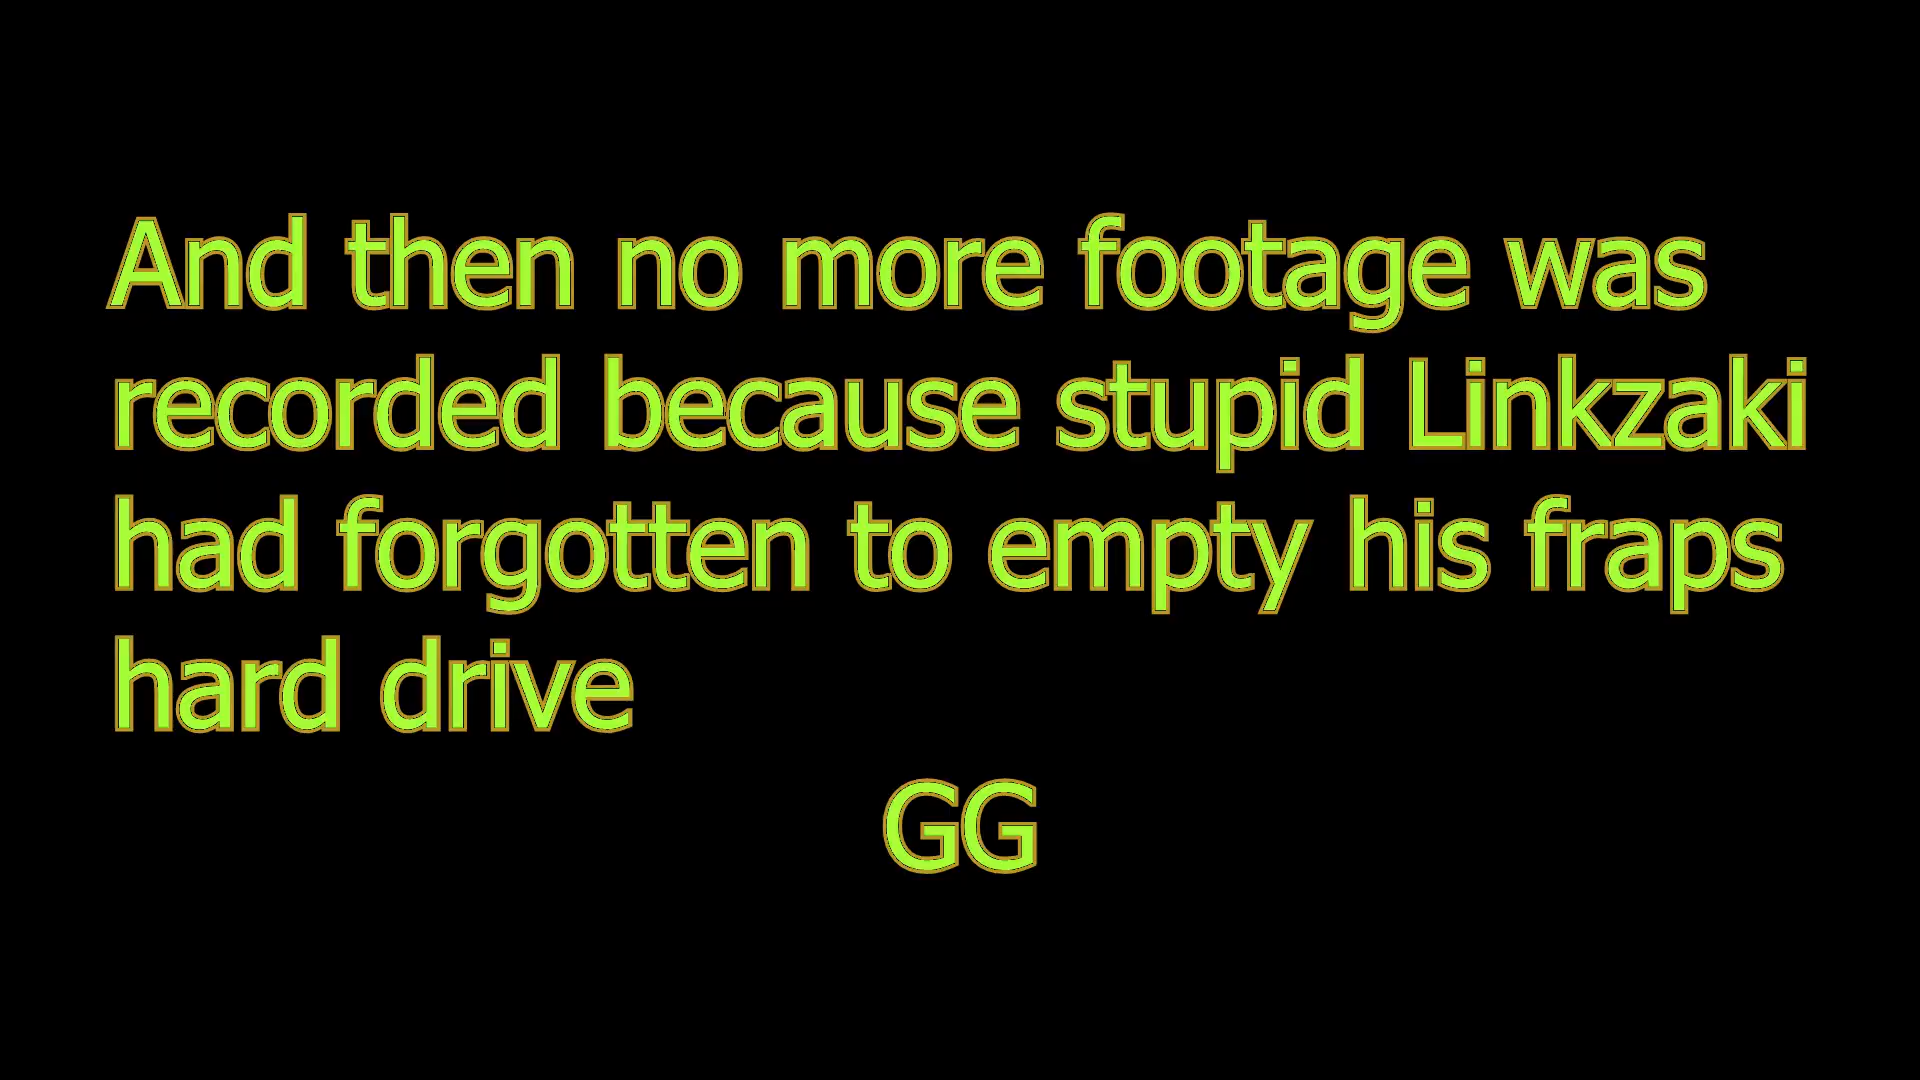 And then no more footage was
recorded because stupid Linkzaki
had forgotten to empty his fraps
hard drive
GG